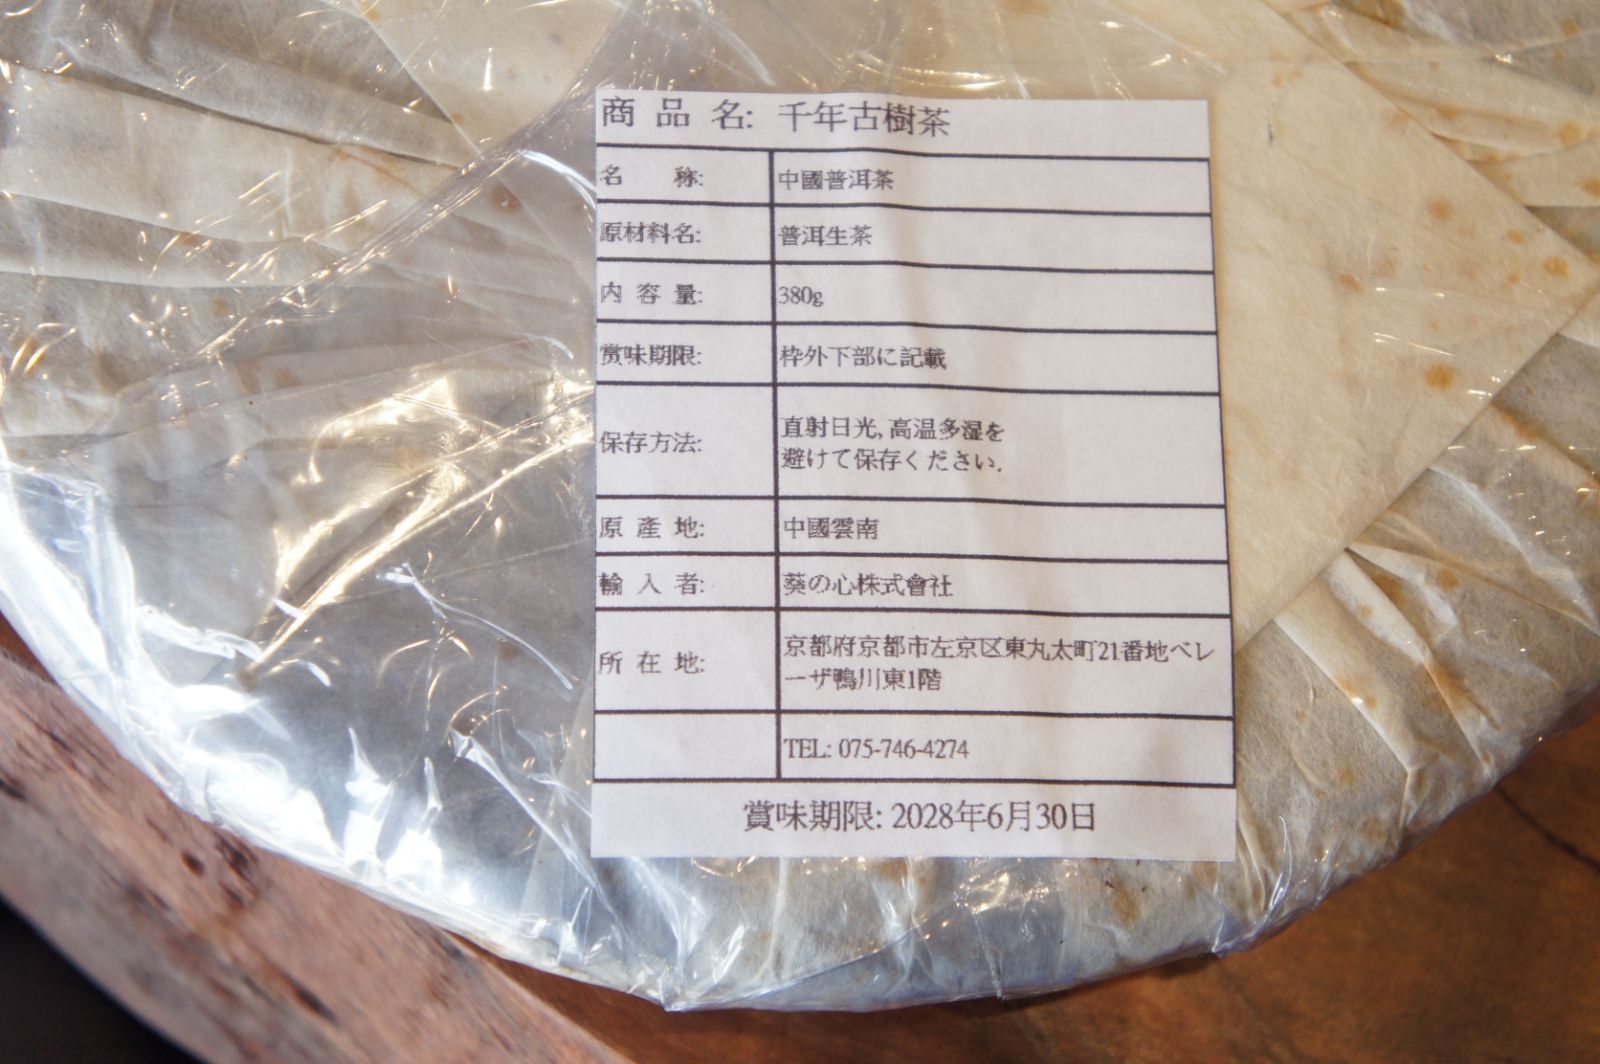 商品名: 千年古樹茶
名 称: 中國普洱茶
原材料名: 普洱生茶
内容量: 380g
賞味期限: 枠外下部に記載
保存方法: 直射日光, 高温多湿を
避けて保存ください.
原產地: 中國雲南
輸入者: 葵の心株式會社
所在地: 京都府京都市左京区東丸太町21番地ベレ
ーザ鴨川東1階
TEL: 075-746-4274
賞味期限: 2028年6月30日